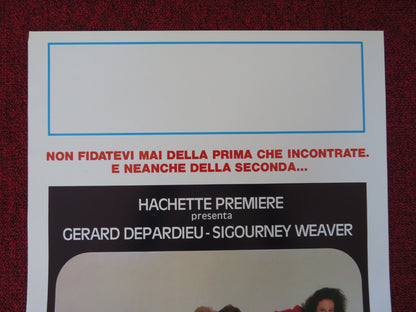 NON FIDATEVI MAI DELLA PRIMA CHE INCONTRATE.
E NEANCHE DELLA SECONDA...
HACHETTE PREMIERE
presenta
GERARD DEPARDIEU - SIGOURNEY WEAVER